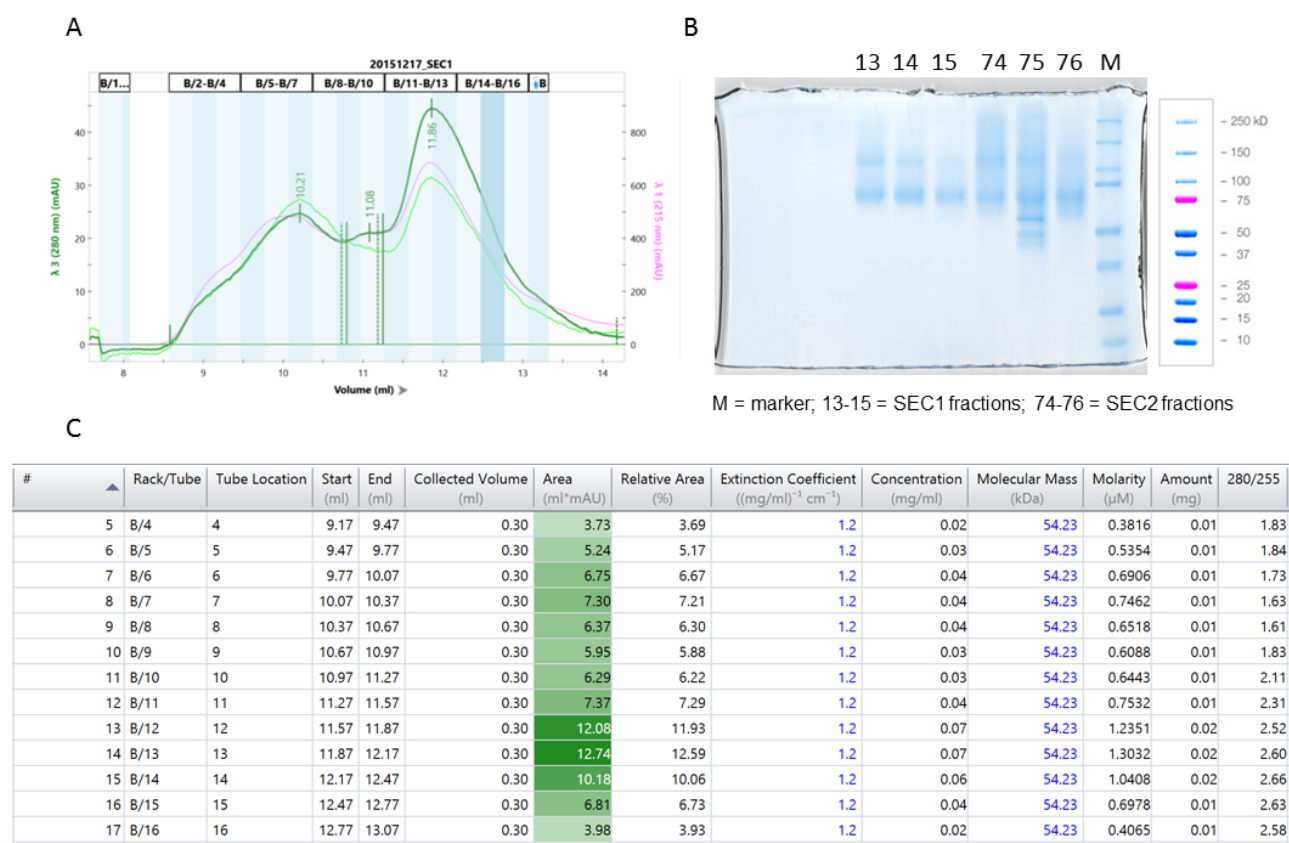 A
20151217_SEC1
B/1... B/2-B/4 B/5-B/7 B/8-B/10 B/11-B/13 B/14-B/16 B
40
30
20
10
0
λ 3 (280 nm) (mAU)
10.21
11.08
11.86
800
600
400
200
0
λ 1 (215 nm) (mAU)
8 9 10 11 12 13 14
Volume (ml)
B
13 14 15 74 75 76 M
250 kD
150
100
75
50
37
25
20
15
10
M = marker; 13-15 = SEC1 fractions; 74-76 = SEC2 fractions
C
# Rack/Tube Tube Location Start (ml) End (ml) Collected Volume (ml) Area (ml*mAU) Relative Area (%) Extinction Coefficient ((mg/ml)⁻¹ cm⁻¹) Concentration (mg/ml) Molecular Mass (kDa) Molarity (µM) Amount (mg) 280/255
5 B/4 4 9.17 9.47 0.30 3.73 3.69 1.2 0.02 54.23 0.3816 0.01 1.83
6 B/5 5 9.47 9.77 0.30 5.24 5.17 1.2 0.03 54.23 0.5354 0.01 1.84
7 B/6 6 9.77 10.07 0.30 6.75 6.67 1.2 0.04 54.23 0.6906 0.01 1.73
8 B/7 7 10.07 10.37 0.30 7.30 7.21 1.2 0.04 54.23 0.7462 0.01 1.63
9 B/8 8 10.37 10.67 0.30 6.37 6.30 1.2 0.04 54.23 0.6518 0.01 1.61
10 B/9 9 10.67 10.97 0.30 5.95 5.88 1.2 0.03 54.23 0.6088 0.01 1.83
11 B/10 10 10.97 11.27 0.30 6.29 6.22 1.2 0.03 54.23 0.6443 0.01 2.11
12 B/11 11 11.27 11.57 0.30 7.37 7.29 1.2 0.04 54.23 0.7532 0.01 2.31
13 B/12 12 11.57 11.87 0.30 12.08 11.93 1.2 0.07 54.23 1.2351 0.02 2.52
14 B/13 13 11.87 12.17 0.30 12.74 12.59 1.2 0.07 54.23 1.3032 0.02 2.60
15 B/14 14 12.17 12.47 0.30 10.18 10.06 1.2 0.06 54.23 1.0408 0.02 2.66
16 B/15 15 12.47 12.77 0.30 6.81 6.73 1.2 0.04 54.23 0.6978 0.01 2.63
17 B/16 16 12.77 13.07 0.30 3.98 3.93 1.2 0.02 54.23 0.4065 0.01 2.58